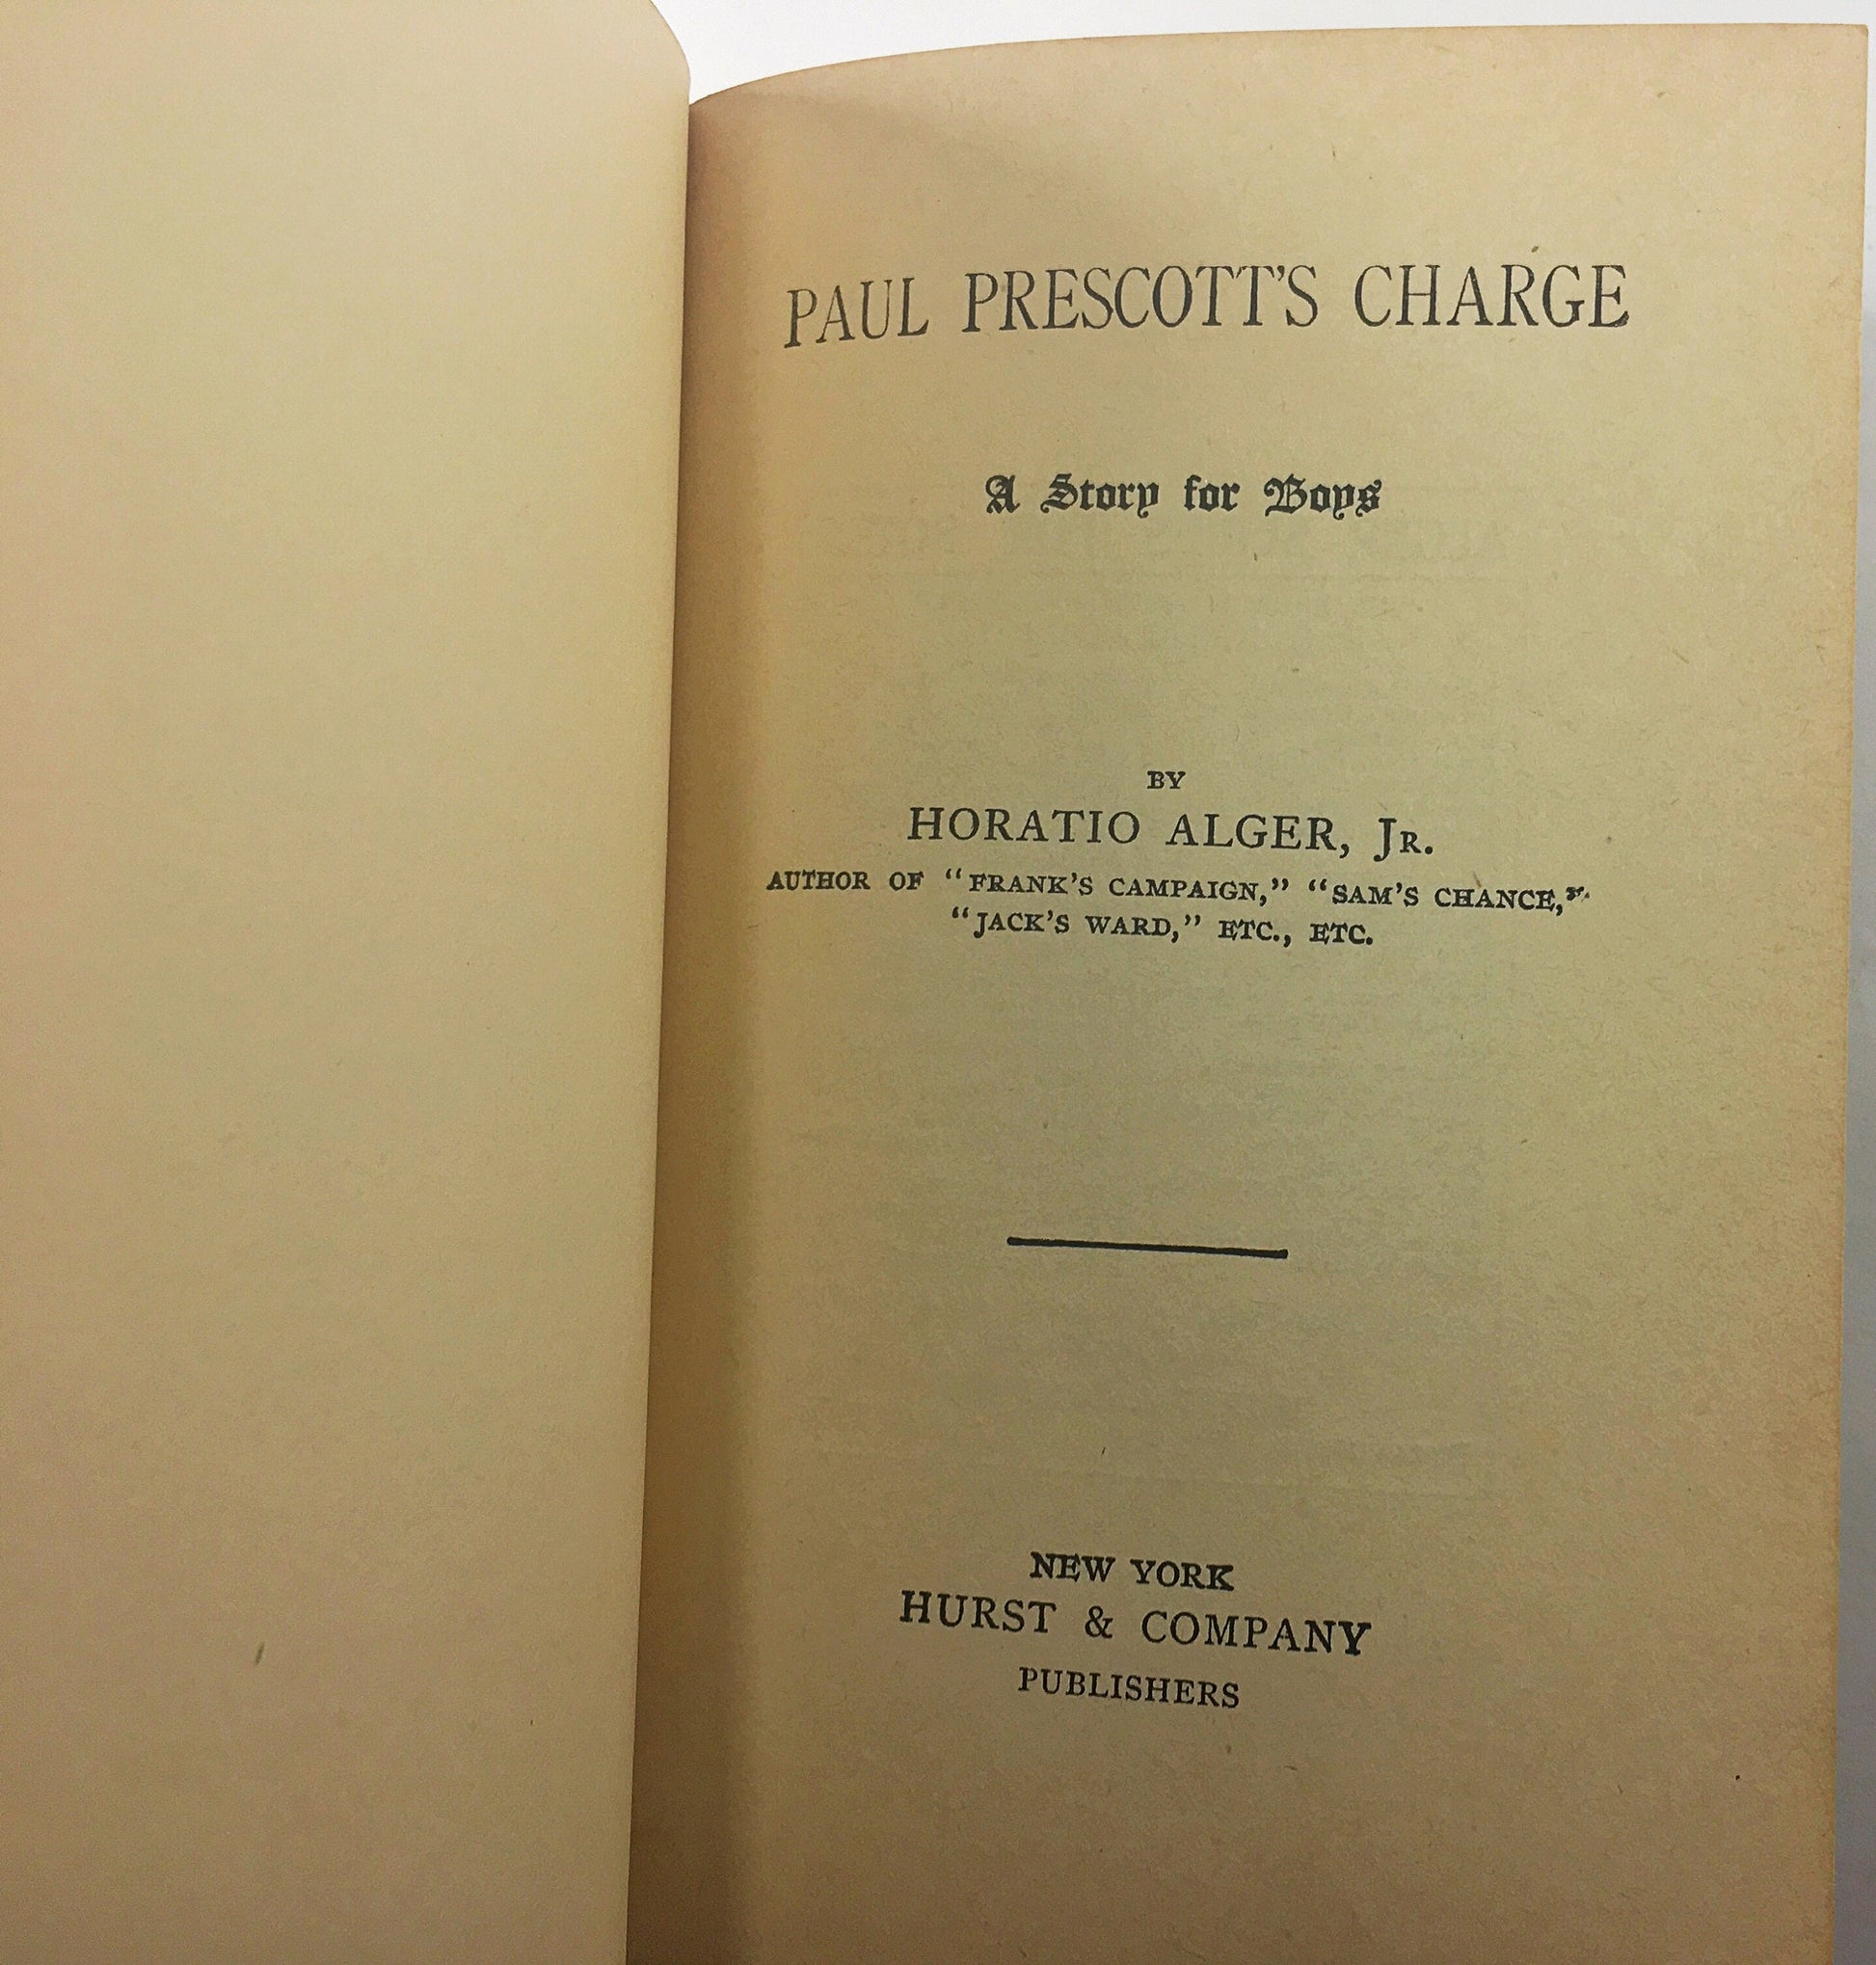 PAUL PRESCOTT'S CHARGE
A Story for Boys
BY
HORATIO ALGER, JR.
AUTHOR OF “FRANK'S CAMPAIGN,” “SAM'S CHANCE,”
“JACK'S WARD,” ETC., ETC.
NEW YORK
HURST & COMPANY
PUBLISHERS